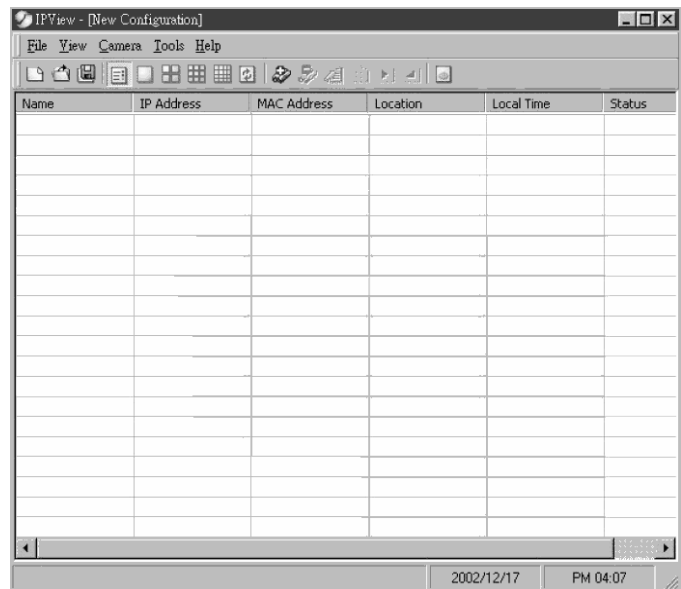 IPView - [New Configuration]
File View Camera Tools Help
Name IP Address MAC Address Location Local Time Status
2002/12/17 PM 04:07